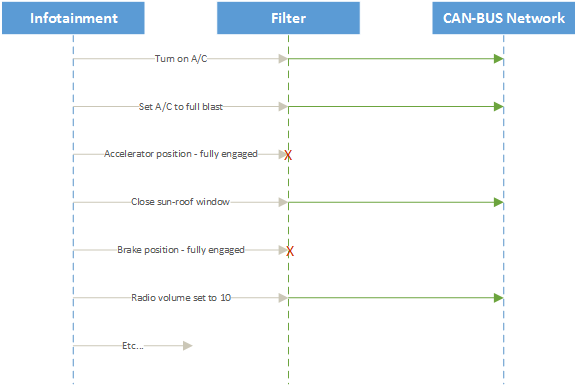 Infotainment
Filter
CAN-BUS Network
Turn on A/C
Set A/C to full blast
Accelerator position - fully engaged
X
Close sun-roof window
Brake position - fully engaged
X
Radio volume set to 10
Etc...